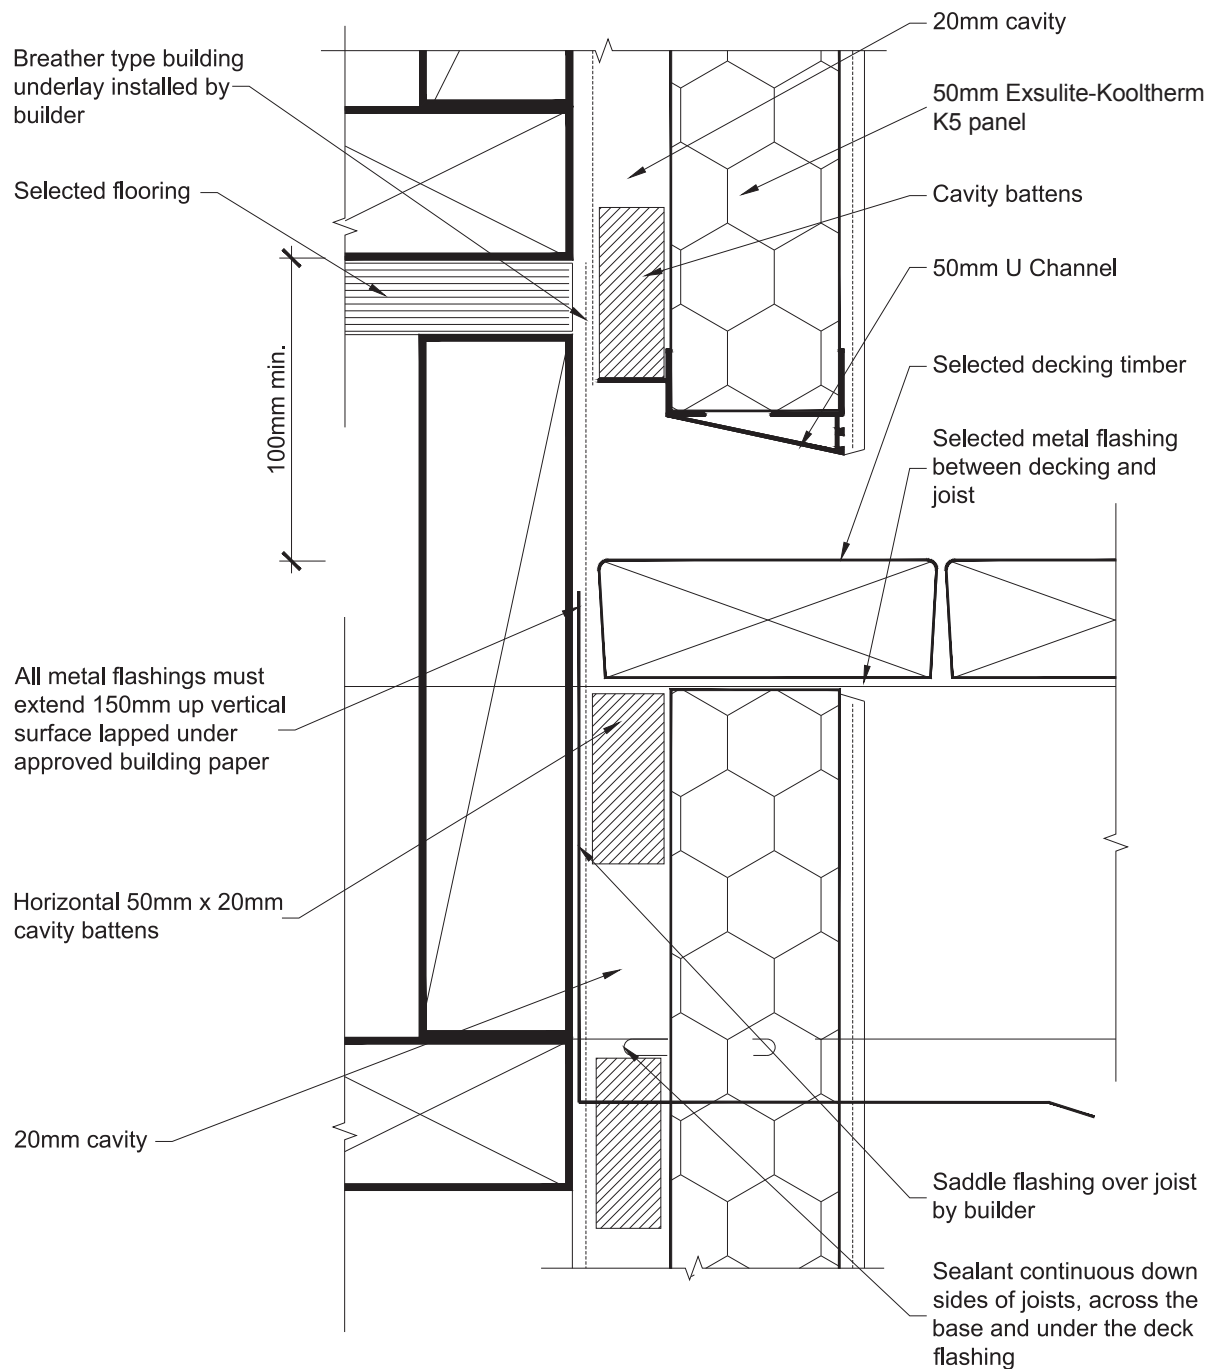 Breather type building
underlay installed by
builder
Selected flooring
100mm min.
All metal flashings must
extend 150mm up vertical
surface lapped under
approved building paper
Horizontal 50mm x 20mm
cavity battens
20mm cavity
20mm cavity
50mm Exsulite-Kooltherm
K5 panel
Cavity battens
50mm U Channel
Selected decking timber
Selected metal flashing
between decking and
joist
Saddle flashing over joist
by builder
Sealant continuous down
sides of joists, across the
base and under the deck
flashing